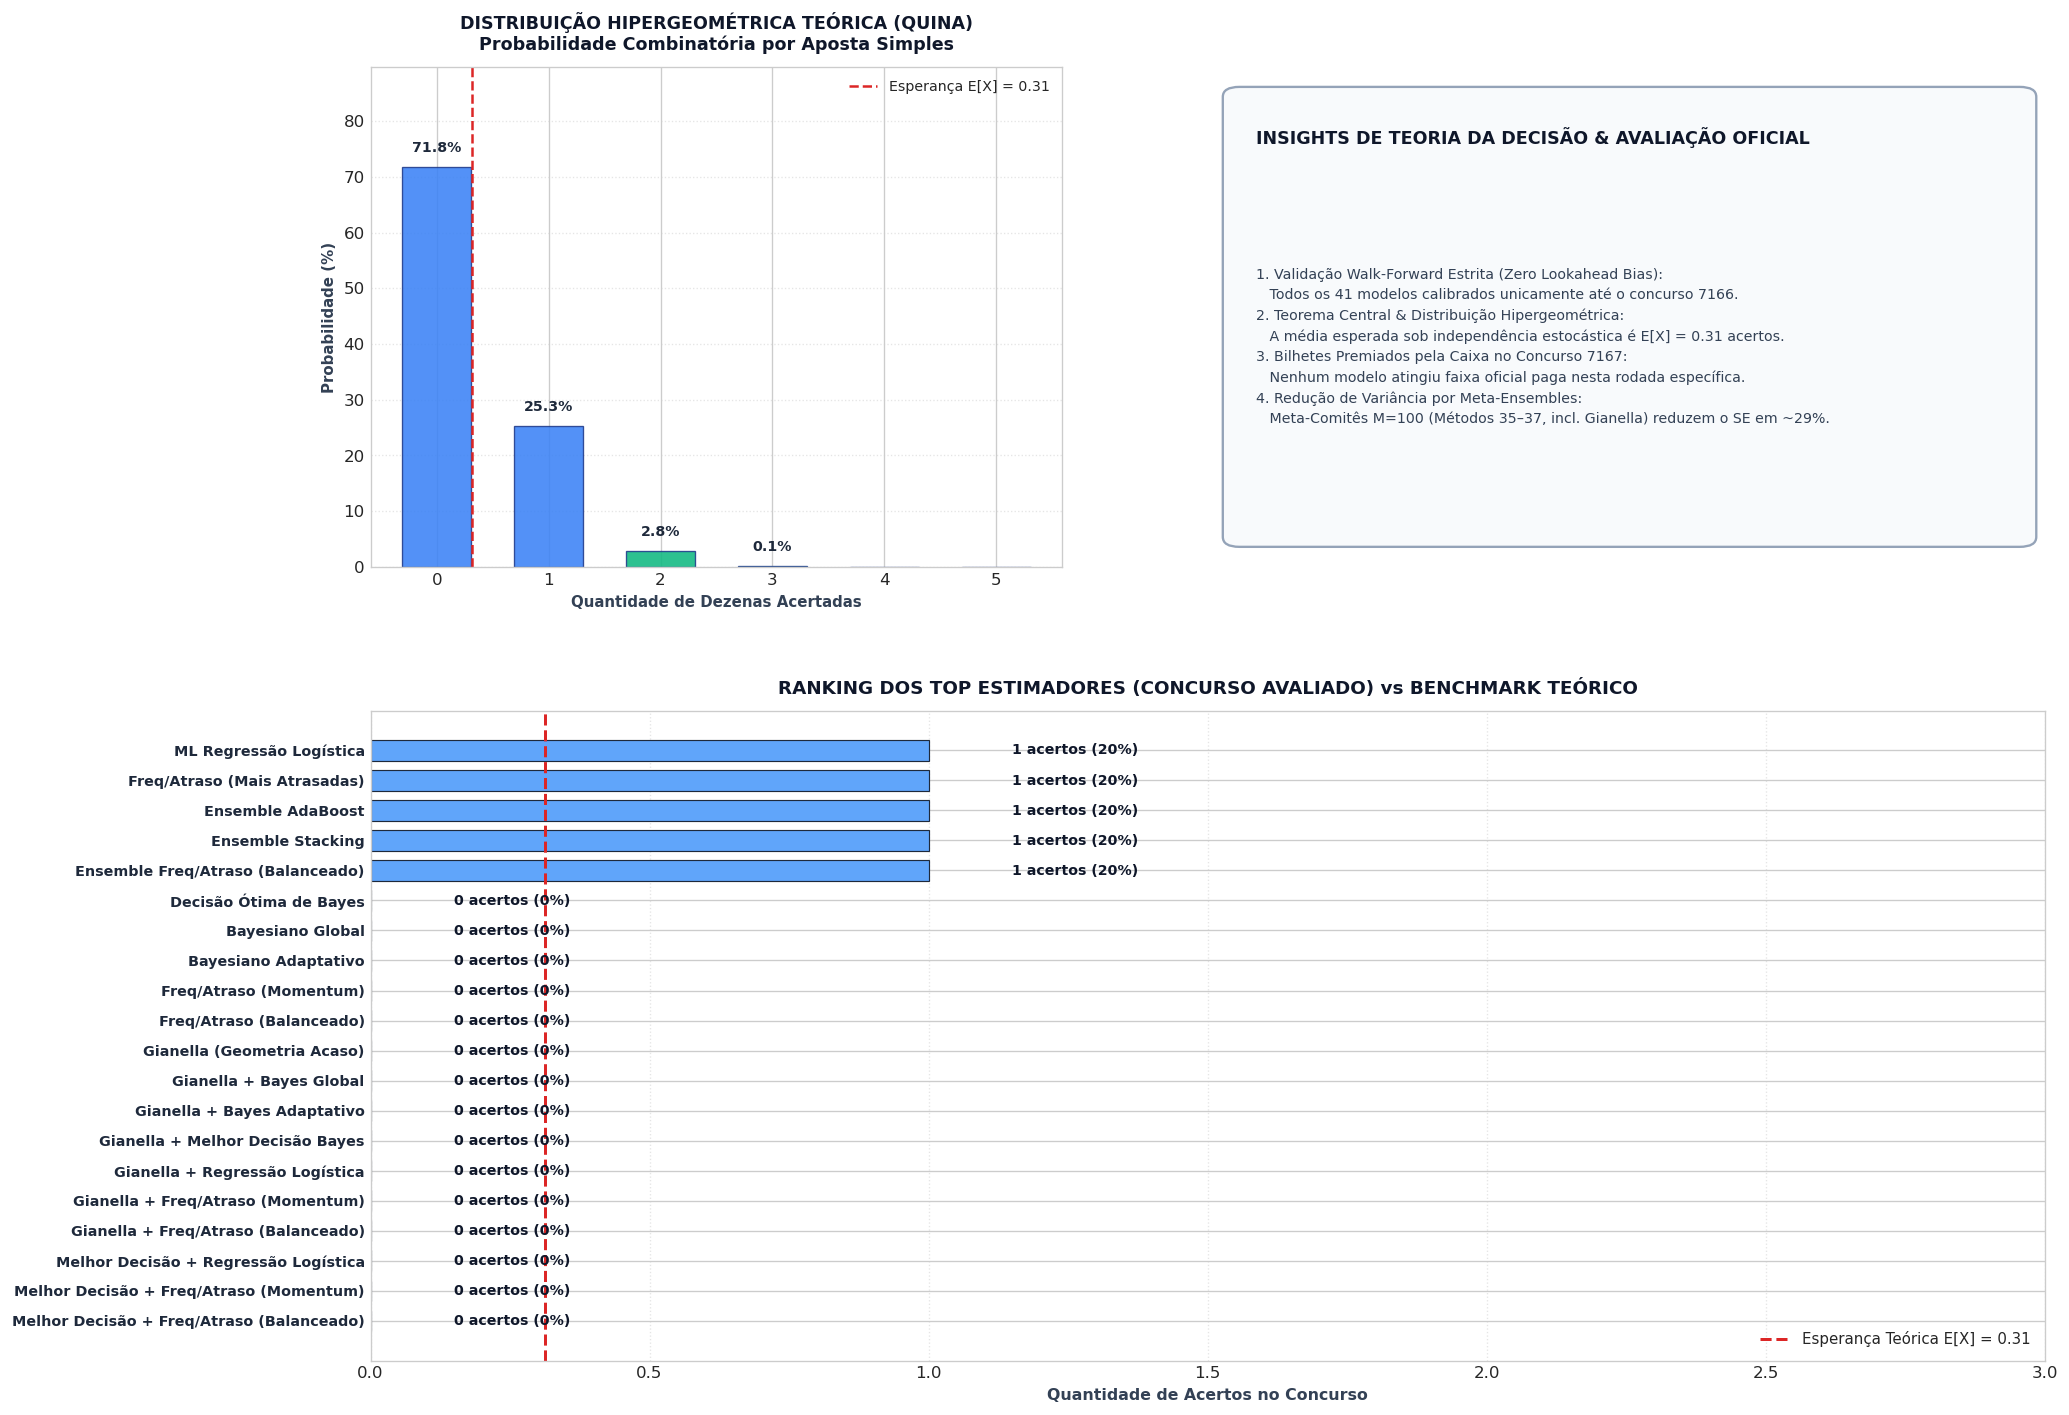 DISTRIBUIÇÃO HIPERGEOMÉTRICA TEÓRICA (QUINA)
Probabilidade Combinatória por Aposta Simples
Esperança E[X] = 0.31
Probabilidade (%)
80
70
60
50
40
30
20
10
0
71.8%
25.3%
2.8%
0.1%
0 1 2 3 4 5
Quantidade de Dezenas Acertadas
INSIGHTS DE TEORIA DA DECISÃO & AVALIAÇÃO OFICIAL
1. Validação Walk-Forward Estrita (Zero Lookahead Bias):
Todos os 41 modelos calibrados unicamente até o concurso 7166.
2. Teorema Central & Distribuição Hipergeométrica:
A média esperada sob independência estocástica é E[X] = 0.31 acertos.
3. Bilhetes Premiados pela Caixa no Concurso 7167:
Nenhum modelo atingiu faixa oficial paga nesta rodada específica.
4. Redução de Variância por Meta-Ensembles:
Meta-Comitês M=100 (Métodos 35–37, incl. Gianella) reduzem o SE em ~29%.
RANKING DOS TOP ESTIMADORES (CONCURSO AVALIADO) vs BENCHMARK TEÓRICO
ML Regressão Logística 1 acertos (20%)
Freq/Atraso (Mais Atrasadas) 1 acertos (20%)
Ensemble AdaBoost 1 acertos (20%)
Ensemble Stacking 1 acertos (20%)
Ensemble Freq/Atraso (Balanceado) 1 acertos (20%)
Decisão Ótima de Bayes 0 acertos (0%)
Bayesiano Global 0 acertos (0%)
Bayesiano Adaptativo 0 acertos (0%)
Freq/Atraso (Momentum) 0 acertos (0%)
Freq/Atraso (Balanceado) 0 acertos (0%)
Gianella (Geometria Acaso) 0 acertos (0%)
Gianella + Bayes Global 0 acertos (0%)
Gianella + Bayes Adaptativo 0 acertos (0%)
Gianella + Melhor Decisão Bayes 0 acertos (0%)
Gianella + Regressão Logística 0 acertos (0%)
Gianella + Freq/Atraso (Momentum) 0 acertos (0%)
Gianella + Freq/Atraso (Balanceado) 0 acertos (0%)
Melhor Decisão + Regressão Logística 0 acertos (0%)
Melhor Decisão + Freq/Atraso (Momentum) 0 acertos (0%)
Melhor Decisão + Freq/Atraso (Balanceado) 0 acertos (0%)
Esperança Teórica E[X] = 0.31
0.0 0.5 1.0 1.5 2.0 2.5 3.0
Quantidade de Acertos no Concurso